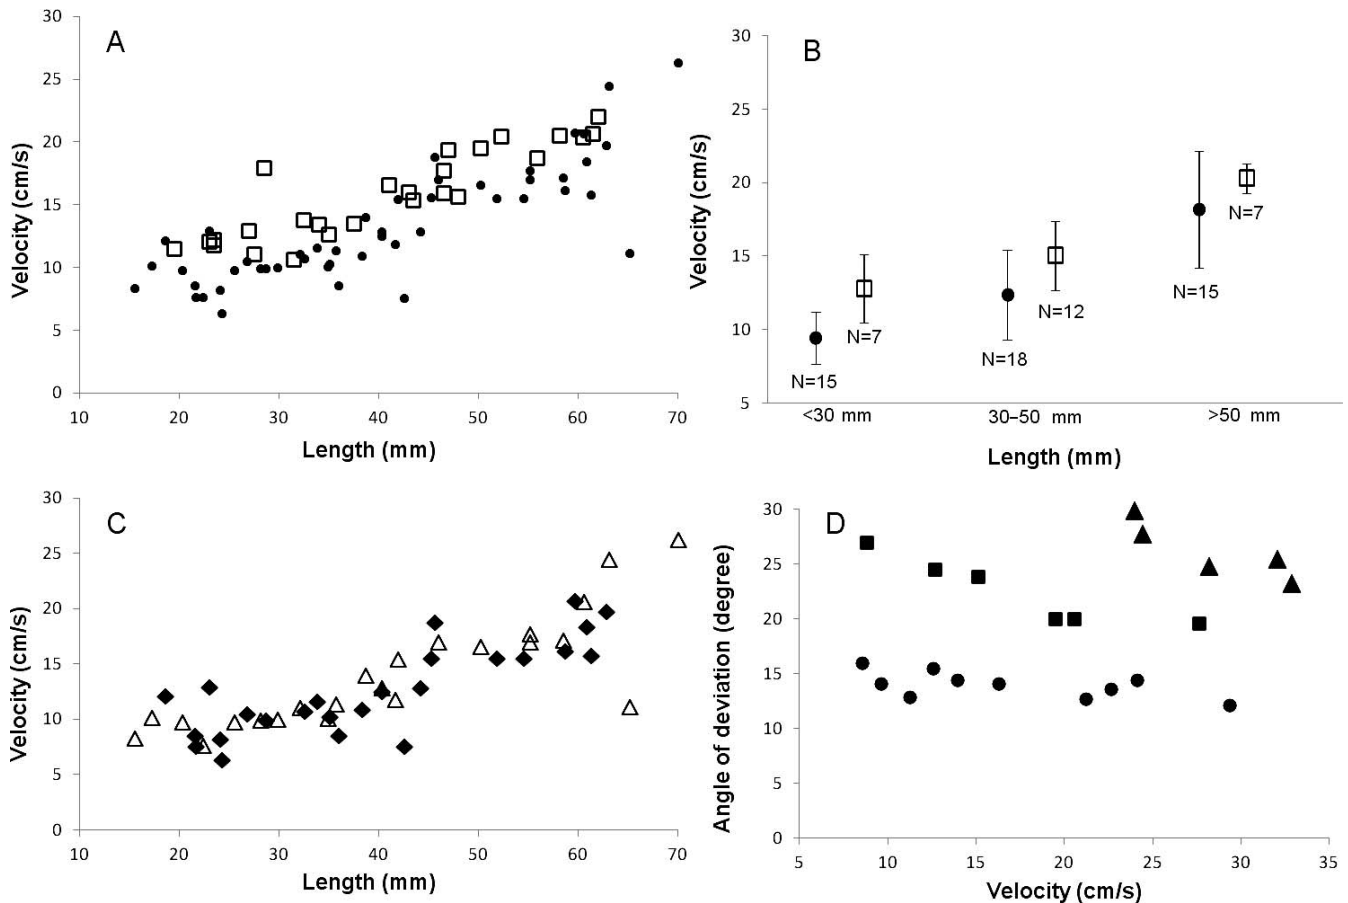 A
30
25
20
15
10
5
0
10 20 30 40 50 60 70
Velocity (cm/s)
Length (mm)
B
30
25
20
15
10
5
N=15
N=7
N=18
N=12
N=15
N=7
<30 mm 30–50 mm >50 mm
Velocity (cm/s)
Length (mm)
C
30
25
20
15
10
5
0
10 20 30 40 50 60 70
Velocity (cm/s)
Length (mm)
D
30
25
20
15
10
5
0
5 10 15 20 25 30 35
Angle of deviation (degree)
Velocity (cm/s)